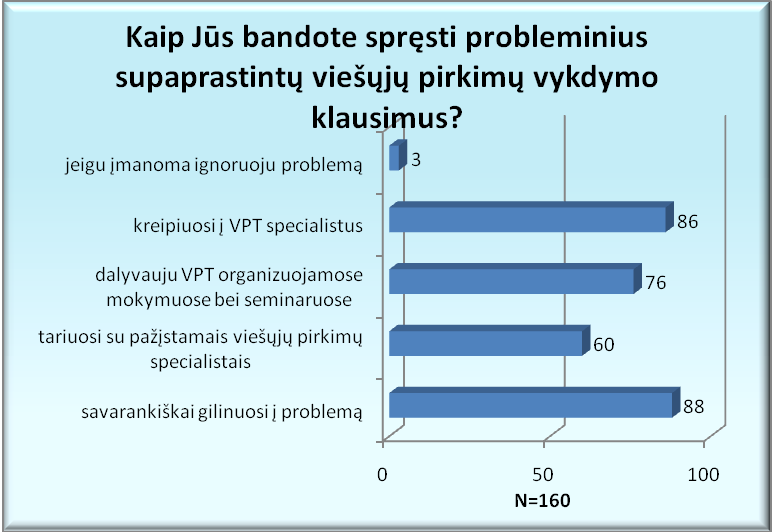 Kaip Jūs bandote spręsti probleminius
supaprastintų viešųjų pirkimų vykdymo
klausimus?
jeigu įmanoma ignoruoju problemą
3
kreipiuosi į VPT specialistus
86
dalyvauju VPT organizuojamose
mokymuose bei seminaruose
76
tariuosi su pažįstamais viešųjų pirkimų
specialistais
60
savarankiškai gilinuosi į problemą
88
0 50 100
N=160